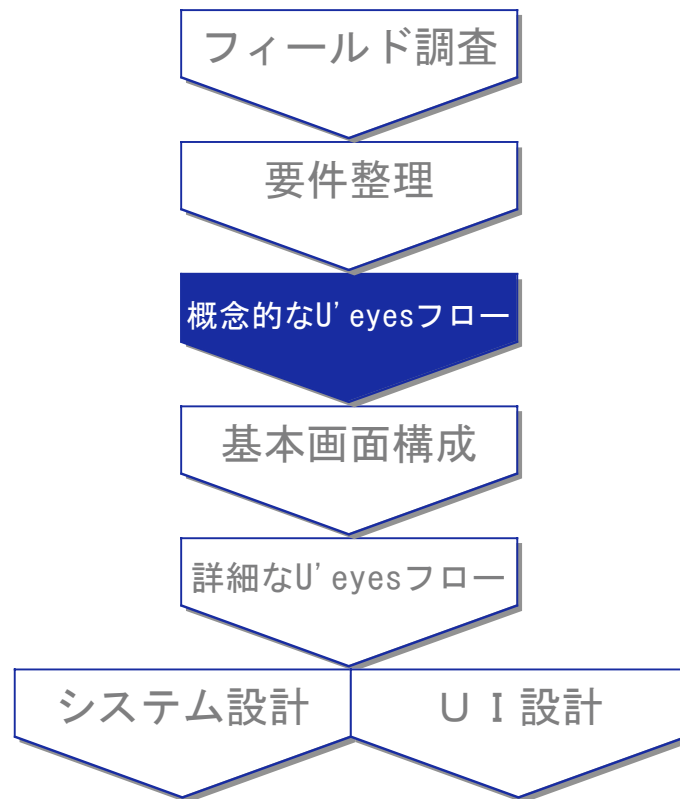 フィールド調査
要件整理
概念的なU'eyesフロー
基本画面構成
詳細なU'eyesフロー
システム設計
ＵＩ設計